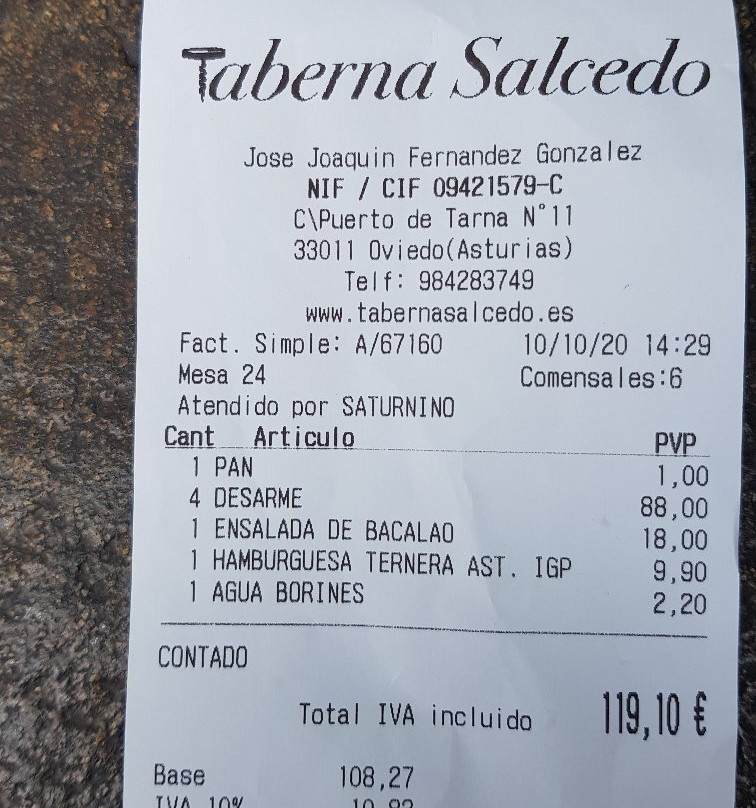 Taberna Salcedo
Jose Joaquin Fernandez Gonzalez
NIF / CIF 09421579-C
C\Puerto de Tarna N°11
33011 Oviedo(Asturias)
Telf: 984283749
www.tabernasalcedo.es
Fact. Simple: A/67160 10/10/20 14:29
Mesa 24 Comensales:6
Atendido por SATURNINO
Cant Articulo PVP
1 PAN 1,00
4 DESARME 88,00
1 ENSALADA DE BACALAO 18,00
1 HAMBURGUESA TERNERA AST. IGP 9,90
1 AGUA BORINES 2,20
CONTADO
Total IVA incluido 119,10 €
Base 108,27
IVA 10%